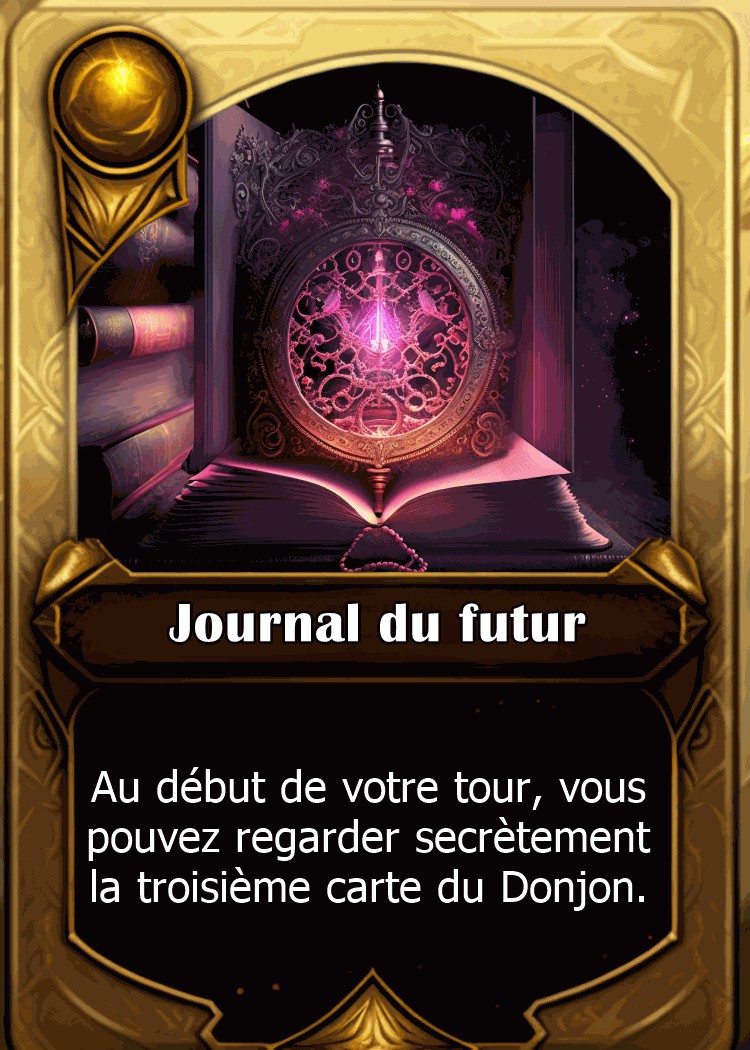 Journal du futur
Au début de votre tour, vous
pouvez regarder secrètement
la troisième carte du Donjon.